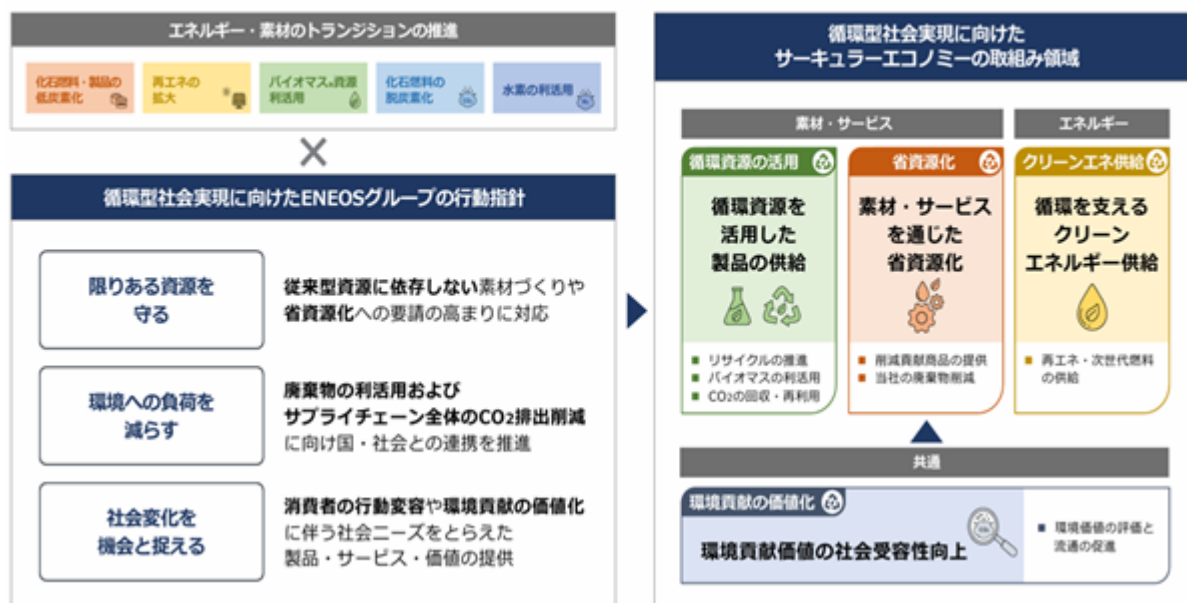 エネルギー・素材のトランジションの推進
化石燃料・製品の
低炭素化
再エネの
拡大
バイオマス資源
利活用
化石燃料の
脱炭素化
水素の利活用
×
循環型社会実現に向けたENEOSグループの行動指針
限りある資源を
守る
従来型資源に依存しない素材づくりや
省資源化への要請の高まりに対応
環境への負荷を
減らす
廃棄物の利活用および
サプライチェーン全体のCO₂排出削減
に向け国・社会との連携を推進
社会変化を
機会と捉える
消費者の行動変容や環境貢献の価値化
に伴う社会ニーズをとらえた
製品・サービス・価値の提供
循環型社会実現に向けた
サーキュラーエコノミーの取組み領域
素材・サービス
エネルギー
循環資源の活用
循環資源を
活用した
製品の供給
■ リサイクルの推進
■ バイオマスの利活用
■ CO₂の回収・再利用
省資源化
素材・サービス
を通じた
省資源化
■ 削減貢献商品の提供
■ 当社の廃棄物削減
クリーンエネ供給
循環を支える
クリーン
エネルギー供給
■ 再エネ・次世代燃料
の供給
共通
環境貢献の価値化
環境貢献価値の社会受容性向上
■ 環境価値の評価と
流通の促進